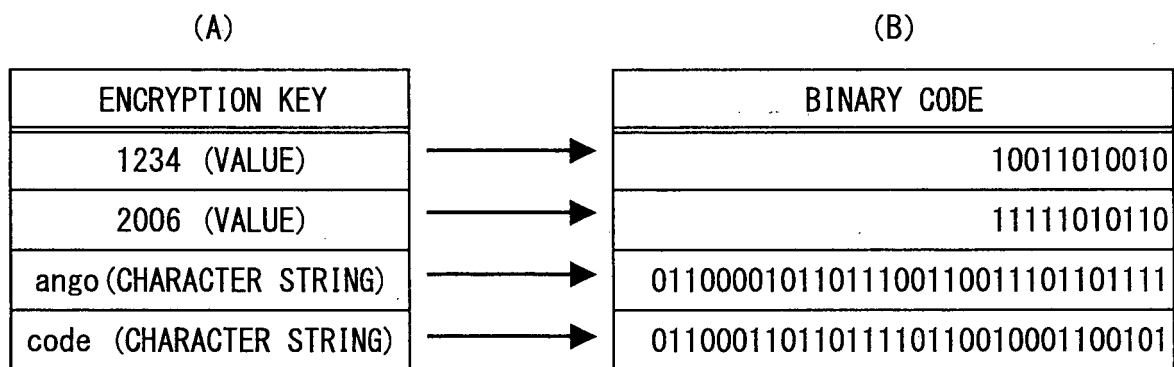 (A) (B)
ENCRYPTION KEY BINARY CODE
1234 (VALUE) 10011010010
2006 (VALUE) 11111010110
ango(CHARACTER STRING) 01100001011011100110011101101111
code (CHARACTER STRING) 01100011011011110110010001100101